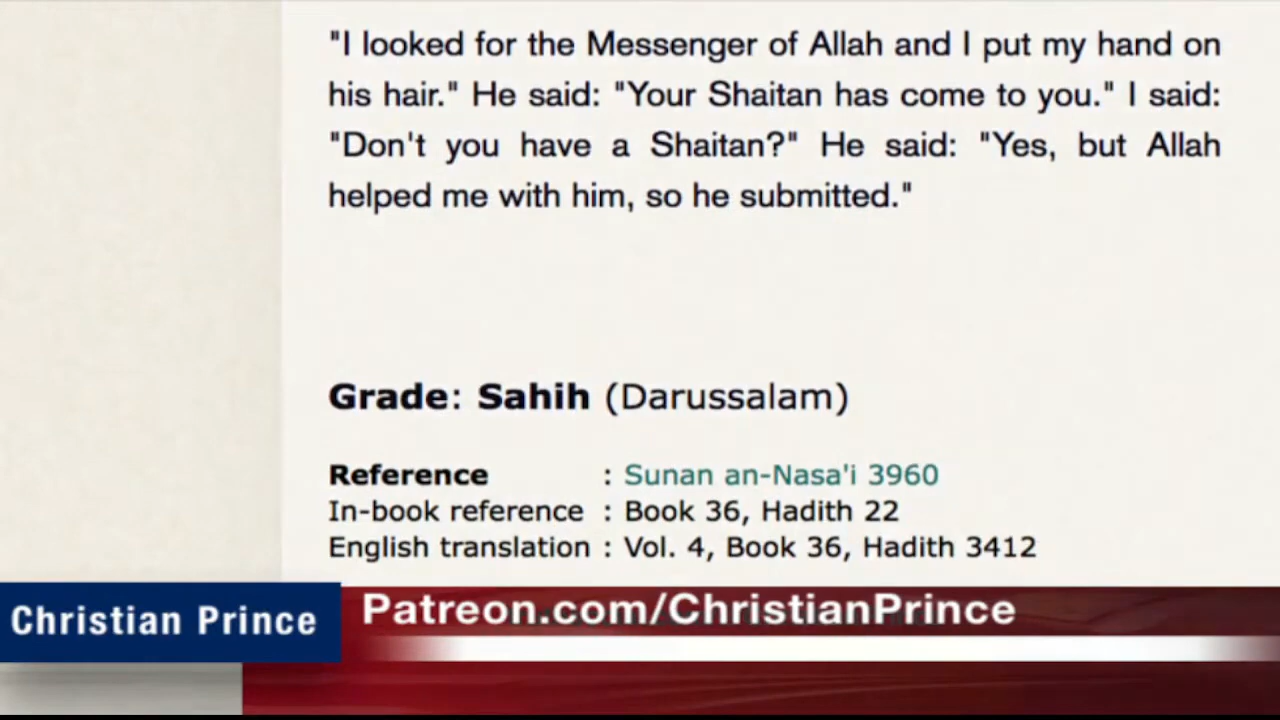 "I looked for the Messenger of Allah and I put my hand on
his hair." He said: "Your Shaitan has come to you." I said:
"Don't you have a Shaitan?" He said: "Yes, but Allah
helped me with him, so he submitted."
Grade: Sahih (Darussalam)
Reference : Sunan an-Nasa'i 3960
In-book reference : Book 36, Hadith 22
English translation : Vol. 4, Book 36, Hadith 3412
Christian Prince
Patreon.com/ChristianPrince